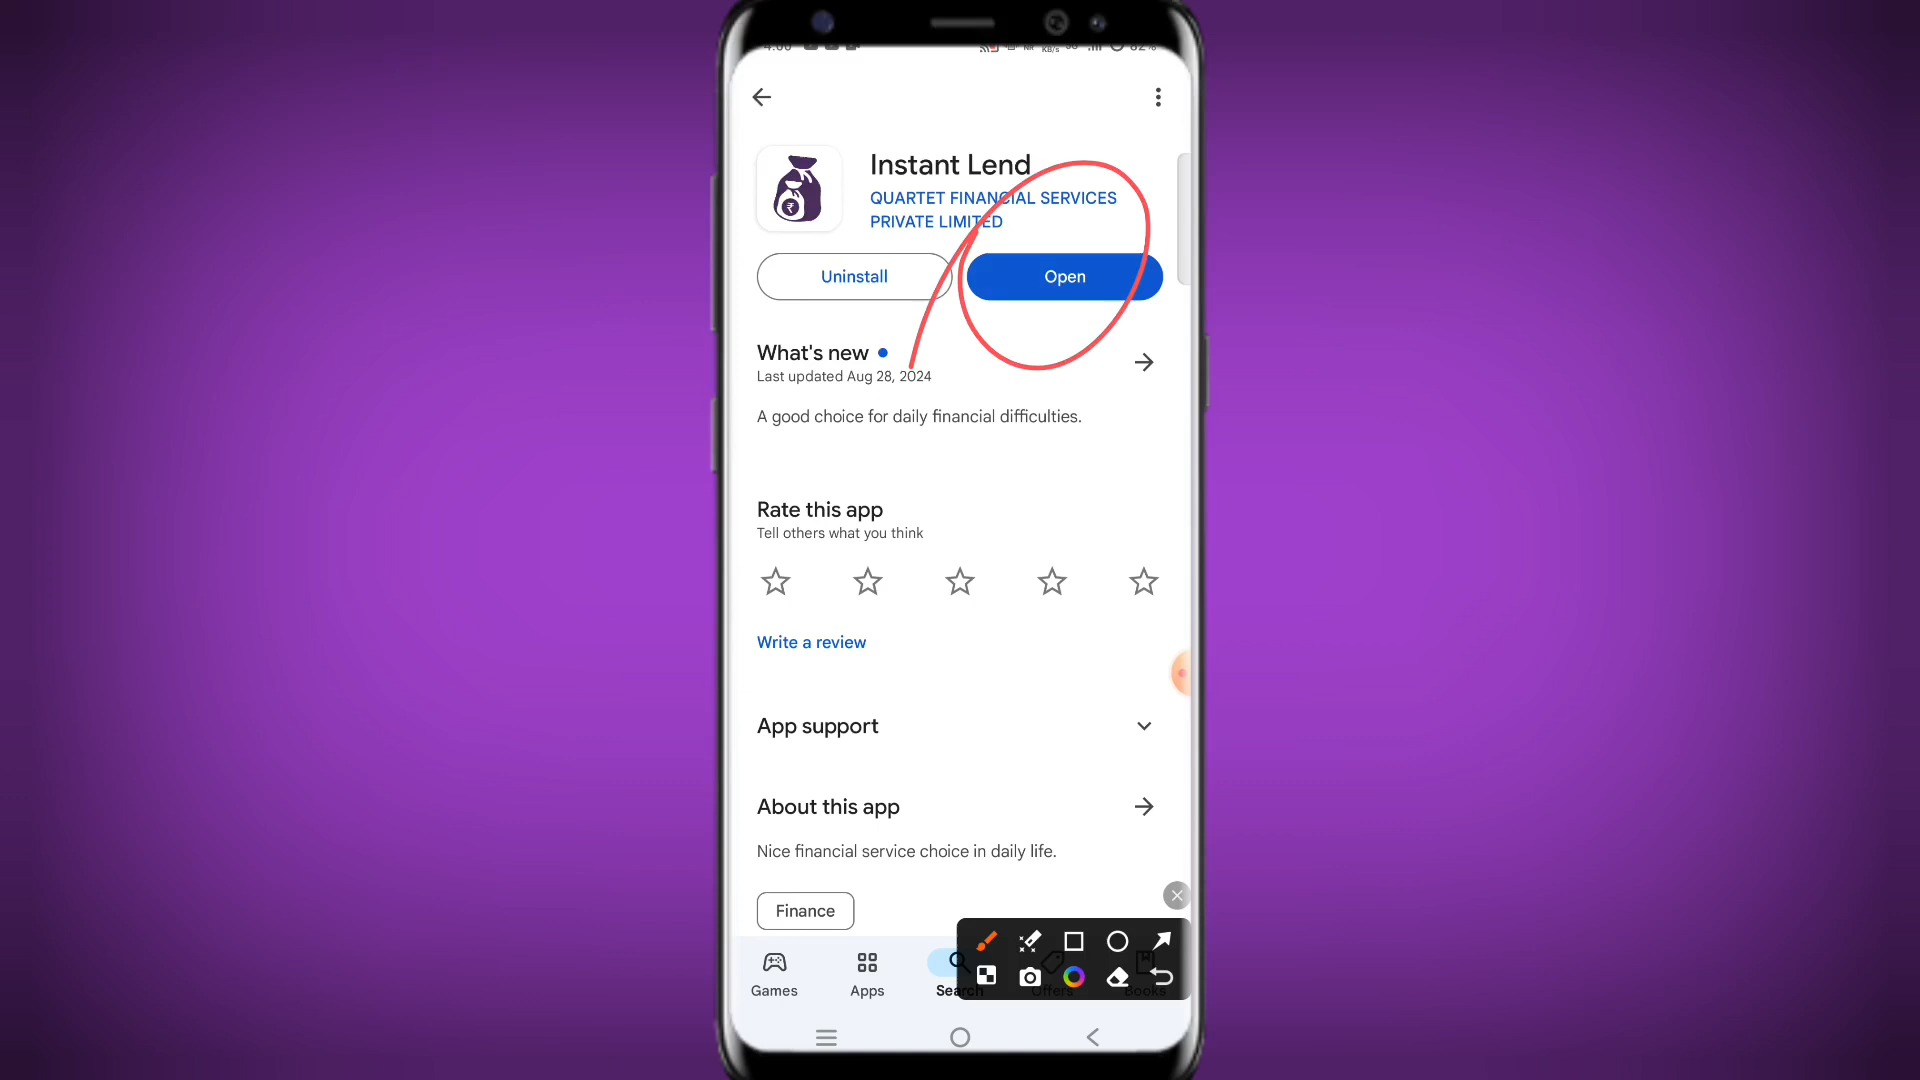 Instant Lend
QUARTET FINANCIAL SERVICES
PRIVATE LIMITED
Uninstall
Open
What's new
Last updated Aug 28, 2024
A good choice for daily financial difficulties.
Rate this app
Tell others what you think
Write a review
App support
About this app
Nice financial service choice in daily life.
Finance
Games
Apps
Search
Offers
Books